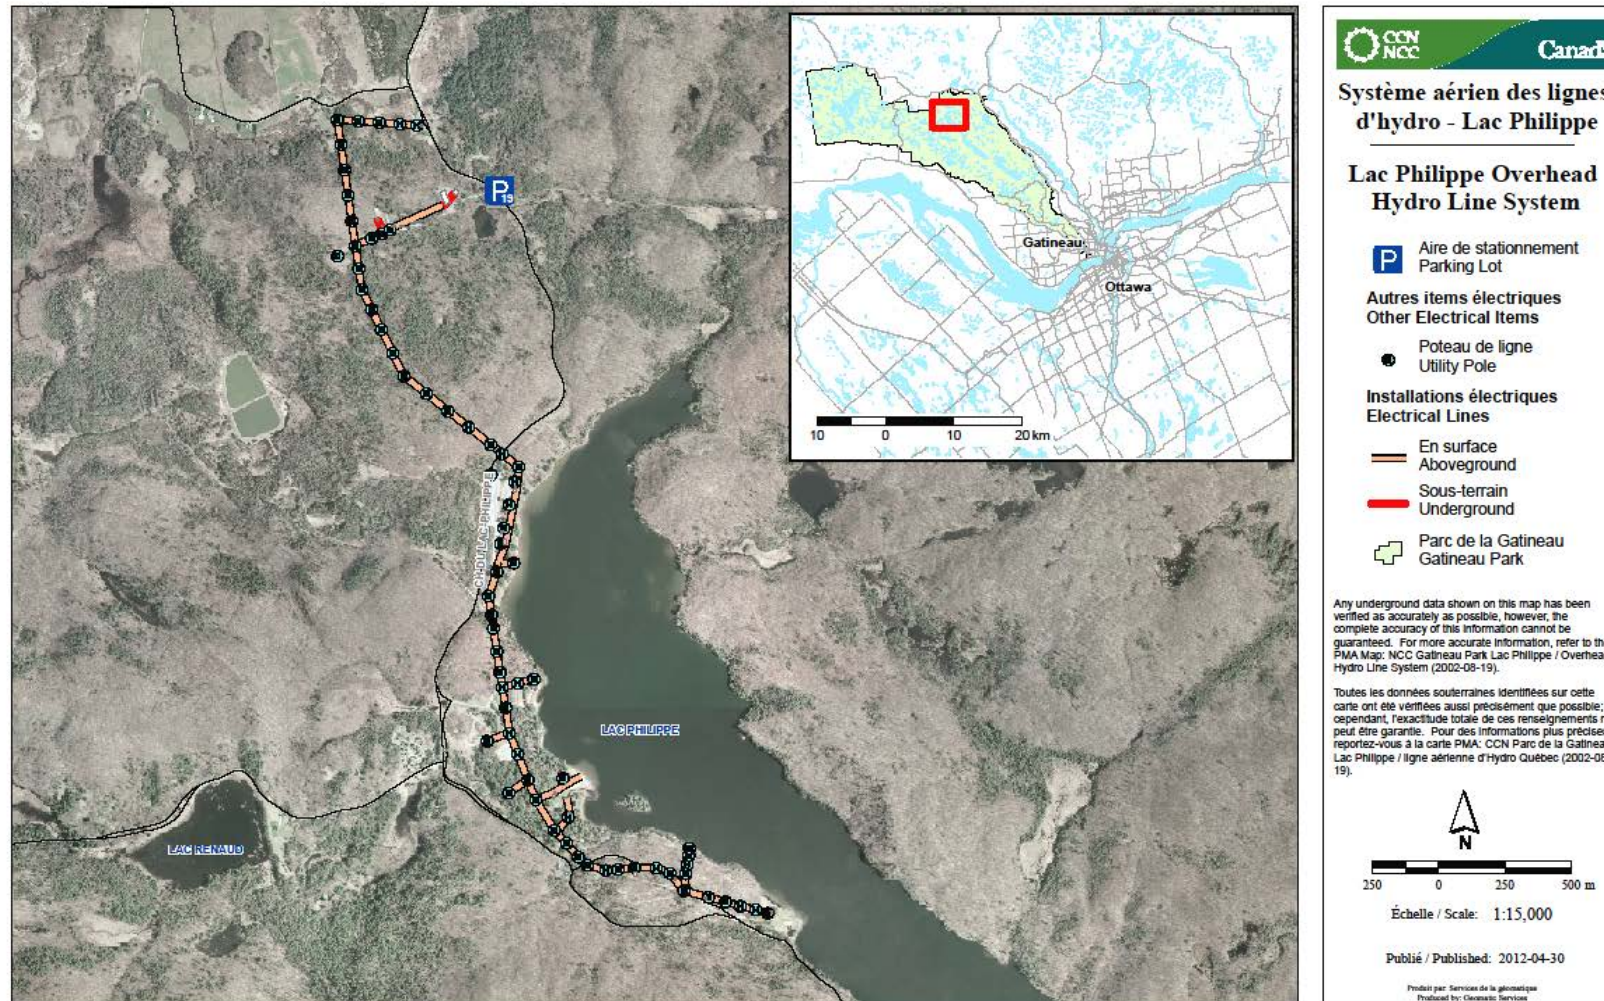 CCN
NCC
Système aérien des lignes
d'hydro - Lac Philippe
Lac Philippe Overhead
Hydro Line System
P
Aire de stationnement
Parking Lot
Autres items électriques
Other Electrical Items
Poteau de ligne
Utility Pole
Installations électriques
Electrical Lines
En surface
Aboveground
Sous-terrain
Underground
Parc de la Gatineau
Gatineau Park
Any underground data shown on this map has been
verified as accurately as possible, however, the
complete accuracy of this information cannot be
guaranteed. For more accurate information, refer to
PMA Map: NCC Gatineau Park Lac Philippe /
Hydro Line System (2002-08-19).
Toutes les données souterraines identifiées sur cette
carte ont été vérifiées aussi précisément que possible;
cependant, l'exactitude totale de ces renseignements
peut être garantie. Pour des informations plus
reportez-vous à la carte PMA: CCN Parc de la
Lac Philippe / ligne aérienne d'Hydro Québec
19).
N
250 0 250 500 m
Échelle / Scale: 1:15,000
Publié / Published: 2012-04-30
Produit par: Services de la géomatique
Produced by: Geomatic Services
P19
Gatineau
Ottawa
10 0 10 20 km
CH DU LAC-PHILIPPE
LAC PHILIPPE
LAC RENAUD